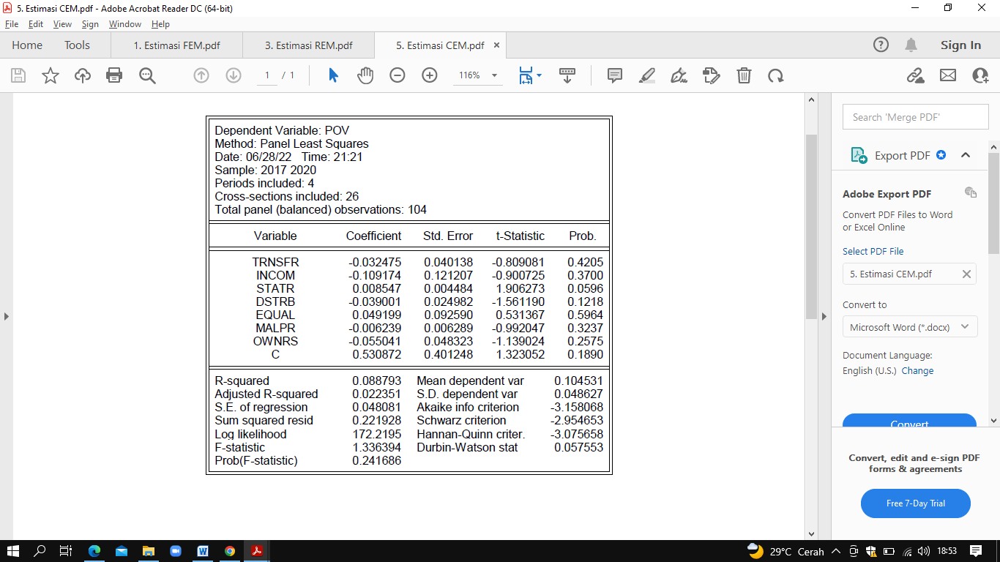 5. Estimasi CEM.pdf - Adobe Acrobat Reader DC (64-bit)
File Edit View Sign Window Help
Home Tools 1. Estimasi FEM.pdf 3. Estimasi REM.pdf 5. Estimasi CEM.pdf × Sign In
1 / 1 116%
Dependent Variable: POV
Method: Panel Least Squares
Date: 06/28/22 Time: 21:21
Sample: 2017 2020
Periods included: 4
Cross-sections included: 26
Total panel (balanced) observations: 104
Variable Coefficient Std. Error t-Statistic Prob.
TRNSFR -0.032475 0.040138 -0.809081 0.4205
INCOM -0.109174 0.121207 -0.900725 0.3700
STATR 0.008547 0.004484 1.906273 0.0596
DSTRB -0.039001 0.024982 -1.561190 0.1218
EQUAL 0.049199 0.092590 0.531367 0.5964
MALPR -0.006239 0.006289 -0.992047 0.3237
OWNRS -0.055041 0.048323 -1.139024 0.2575
C 0.530872 0.401248 1.323052 0.1890
R-squared 0.088793 Mean dependent var 0.104531
Adjusted R-squared 0.022351 S.D. dependent var 0.048627
S.E. of regression 0.048081 Akaike info criterion -3.158068
Sum squared resid 0.221928 Schwarz criterion -2.954653
Log likelihood 172.2195 Hannan-Quinn criter. -3.075658
F-statistic 1.336394 Durbin-Watson stat 0.057553
Prob(F-statistic) 0.241686
Search 'Merge PDF'
Export PDF
Adobe Export PDF
Convert PDF Files to Word
or Excel Online
Select PDF File
5. Estimasi CEM.pdf
Convert to
Microsoft Word (*.docx)
Document Language:
English (U.S.) Change
Convert
Convert, edit and e-sign PDF
forms & agreements
Free 7-Day Trial
29°C Cerah 18:53